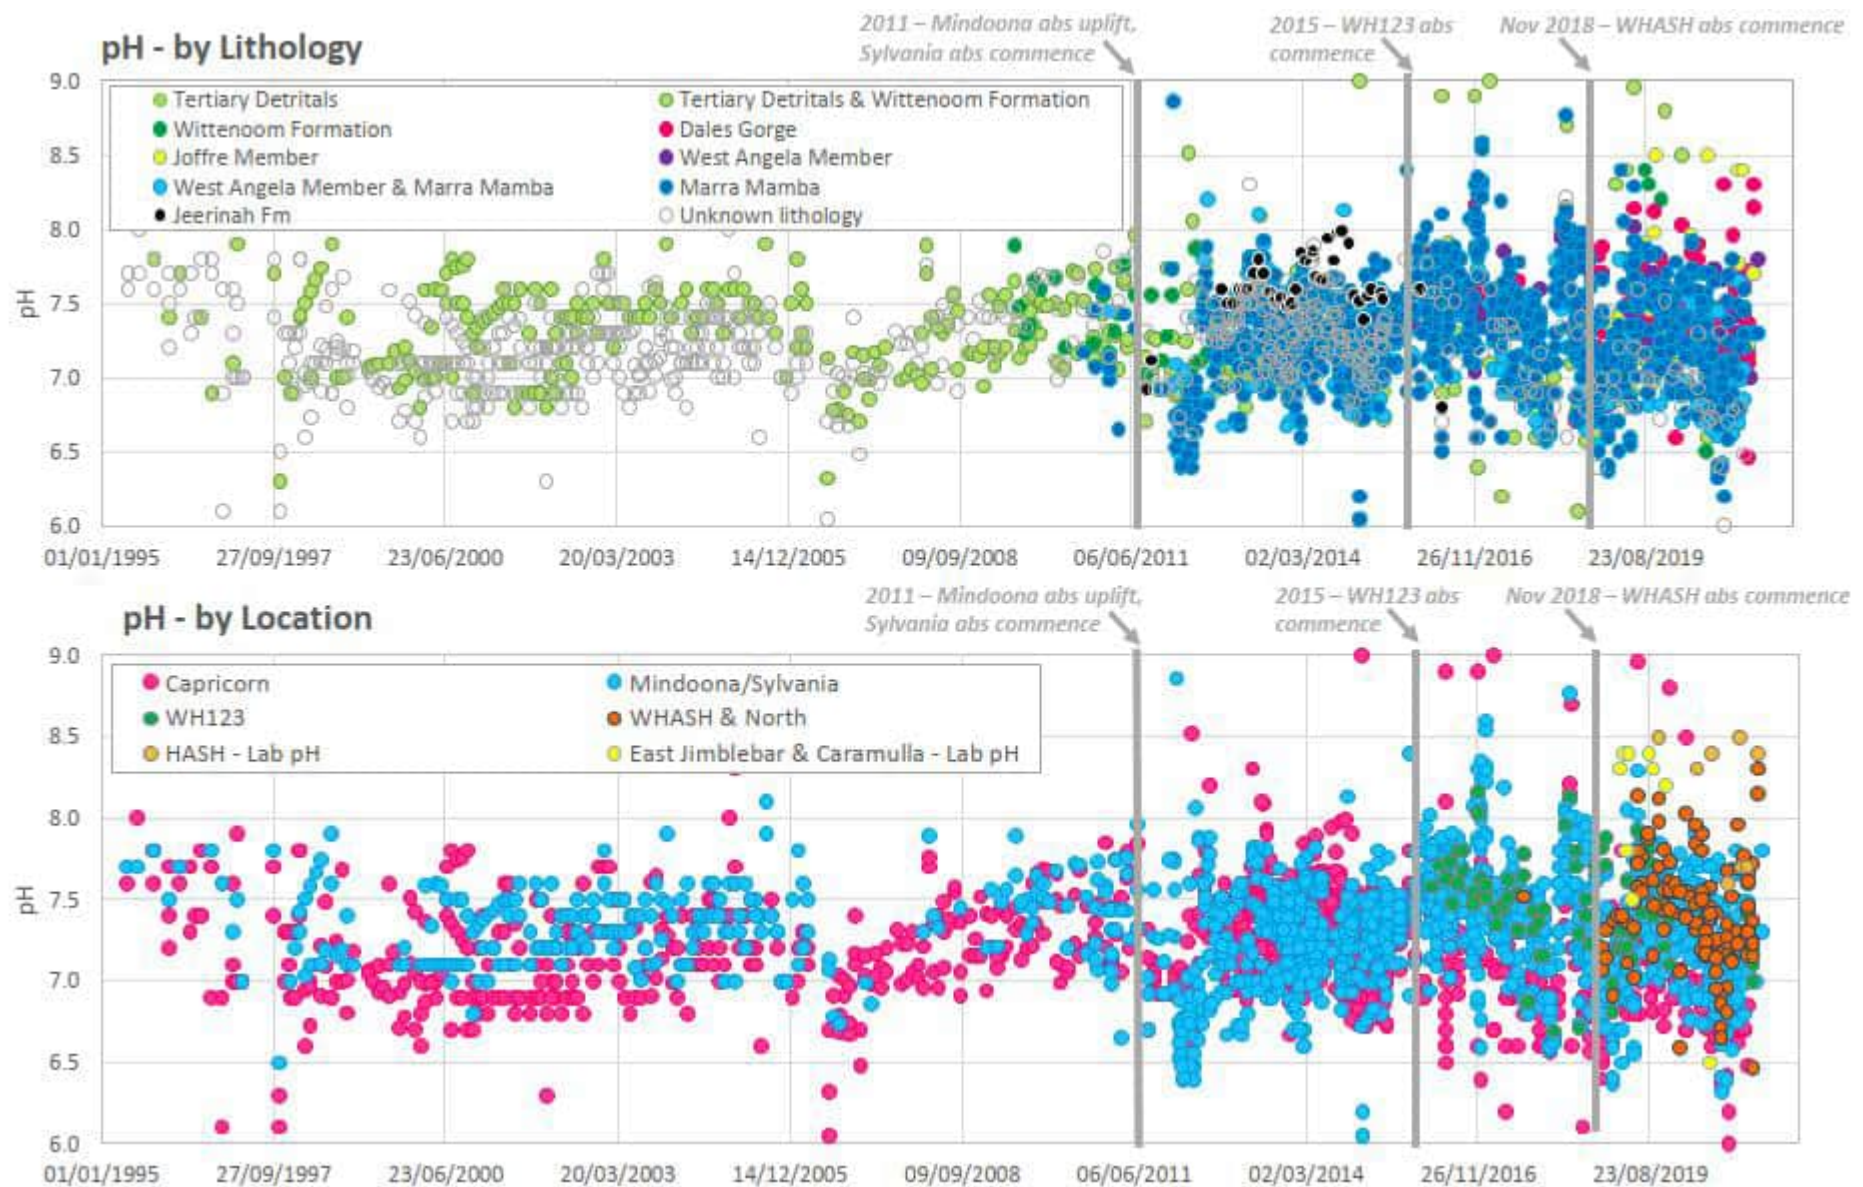 2011 – Mindoona abs uplift,
Sylvania abs commence
2015 – WH123 abs
commence
Nov 2018 – WHASH abs commence
pH - by Lithology
9.0
8.5
8.0
7.5
7.0
6.5
6.0
pH
Tertiary Detritals
Tertiary Detritals & Wittenoom Formation
Wittenoom Formation
Dales Gorge
Joffre Member
West Angela Member
West Angela Member & Marra Mamba
Marra Mamba
Jeerinah Fm
Unknown lithology
01/01/1995 27/09/1997 23/06/2000 20/03/2003 14/12/2005 09/09/2008 06/06/2011 02/03/2014 26/11/2016 23/08/2019
2011 – Mindoona abs uplift,
Sylvania abs commence
2015 – WH123 abs
commence
Nov 2018 – WHASH abs commence
pH - by Location
9.0
8.5
8.0
7.5
7.0
6.5
6.0
pH
Capricorn
Mindoona/Sylvania
WH123
WHASH & North
HASH - Lab pH
East Jimblebar & Caramulla - Lab pH
01/01/1995 27/09/1997 23/06/2000 20/03/2003 14/12/2005 09/09/2008 06/06/2011 02/03/2014 26/11/2016 23/08/2019